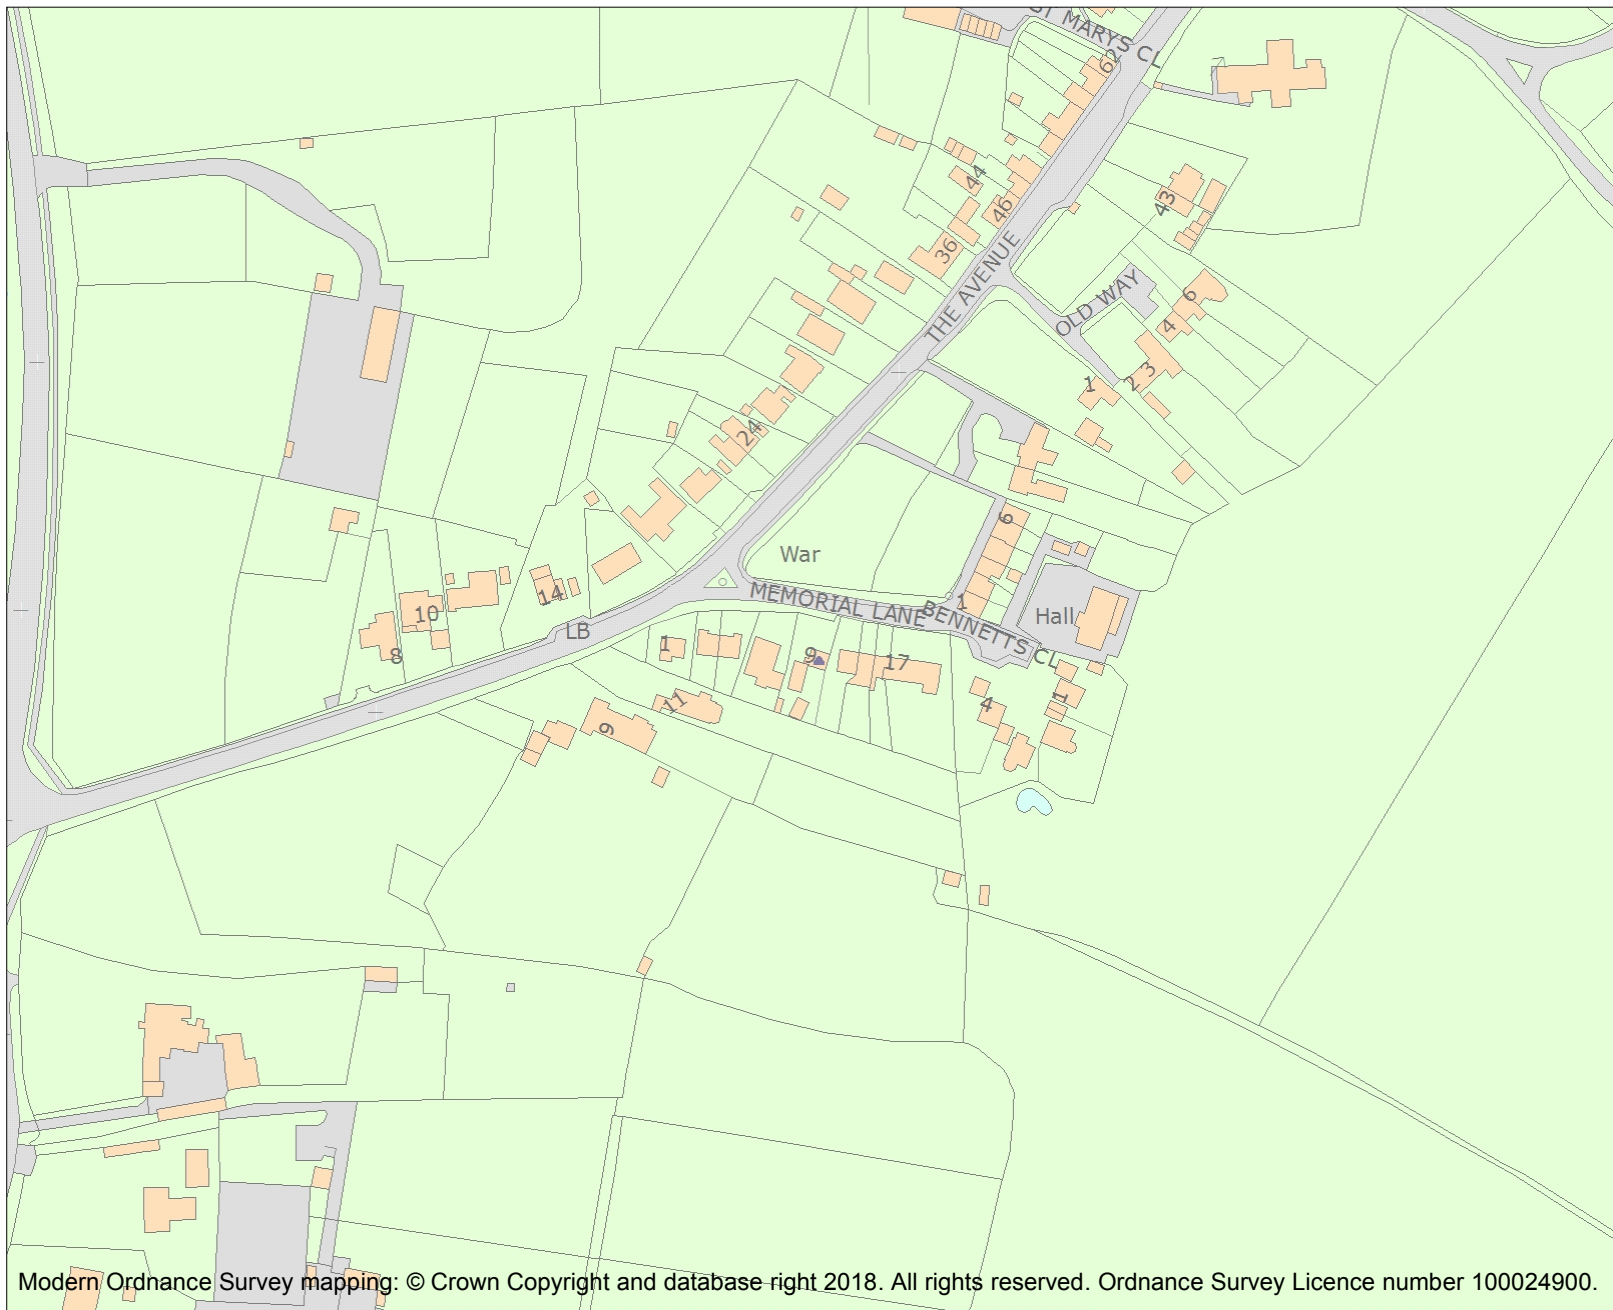 ST MARYS CL
62
44
43
46
36
THE AVENUE
OLD WAY
6
4
1
2
3
24
6
War
14
MEMORIAL LANE
BENNETTS CL
1
Hall
10
LB
8
1
9
17
4
1
11
9
Modern Ordnance Survey mapping: © Crown Copyright and database right 2018. All rights reserved. Ordnance Survey Licence number 100024900.